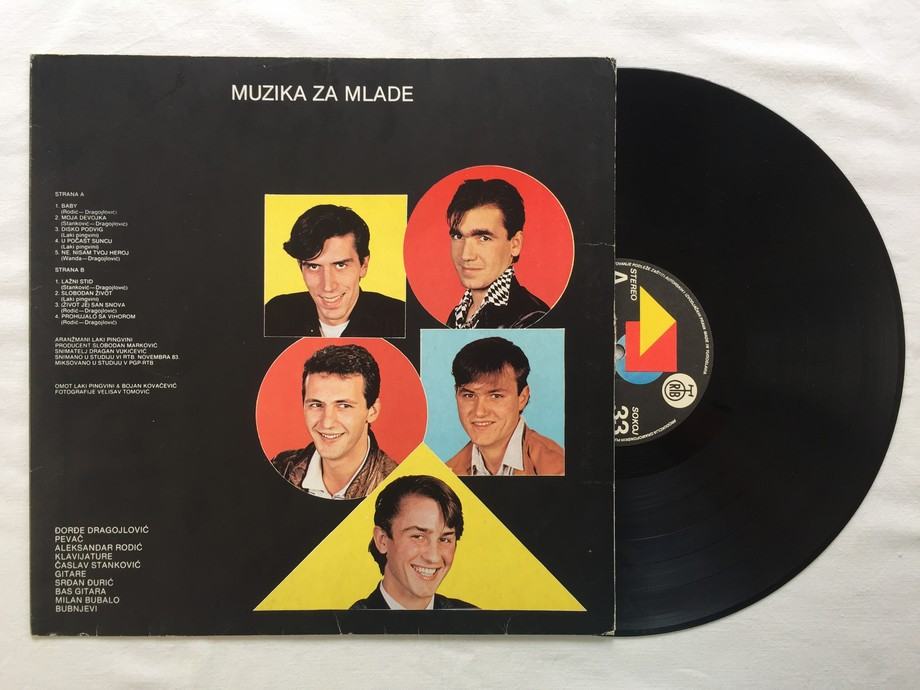 MUZIKA ZA MLADE
STRANA A
1. BABY
(Rodić—Dragojlović)
2. MOJA DEVOJKA
(Stanković—Dragojlović)
3. DISKO PODVIG
(Laki pingvini)
4. U POČAST SUNCU
(Laki pingvini)
5. NE, NISAM TVOJ HEROJ
(Wanda—Dragojlović)
STRANA B
1. LAŽNI STID
(Stanković—Dragojlović)
2. SLOBODAN ŽIVOT
(Laki pingvini)
3. (ŽIVOT JE) SAN SNOVA
(Rodić—Dragojlović)
4. PROHUJALO SA VIHOROM
(Rodić—Dragojlović)
ARANŽMANI LAKI PINGVINI
PRODUCENT SLOBODAN MARKOVIĆ
SNIMATELJ DRAGAN VUKIĆEVIĆ
SNIMANO U STUDIJU VI RTB, NOVEMBRA 83.
MIKSOVANO U STUDIJU V PGP-RTB
OMOT LAKI PINGVINI & BOJAN KOVAČEVIĆ
FOTOGRAFIJE VELISAV TOMOVIĆ
ĐORĐE DRAGOJLOVIĆ
PEVAČ
ALEKSANDAR RODIĆ
KLAVIJATURE
ČASLAV STANKOVIĆ
GITARE
SRĐAN ĐURIĆ
BAS GITARA
MILAN BUBALO
BUBNJEVI
STEREO
A
RTB
SOKOJ
33